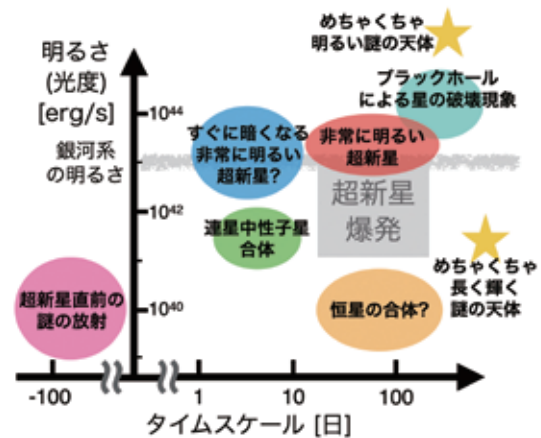 めちゃくちゃ
明るい謎の天体
明るさ
(光度)
[erg/s]
ブラックホール
による星の破壊現象
10⁴⁴
すぐに暗くなる
非常に明るい
超新星?
非常に明るい
超新星
銀河系
の明るさ
超新星
爆発
10⁴²
連星中性子星
合体
めちゃくちゃ
長く輝く
謎の天体
超新星直前の
謎の放射
10⁴⁰
恒星の合体?
-100
1
10
100
タイムスケール [日]